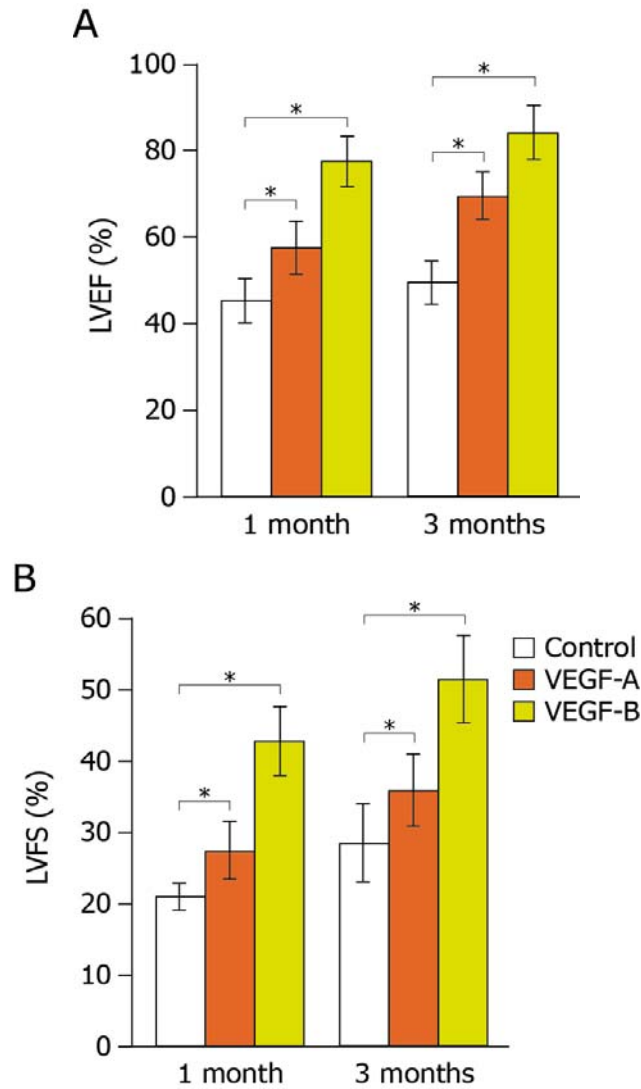 A
LVEF (%)
100
80
60
40
20
0
*
*
*
*
1 month
3 months
B
LVFS (%)
60
50
40
30
20
10
0
*
*
*
*
1 month
3 months
Control
VEGF-A
VEGF-B